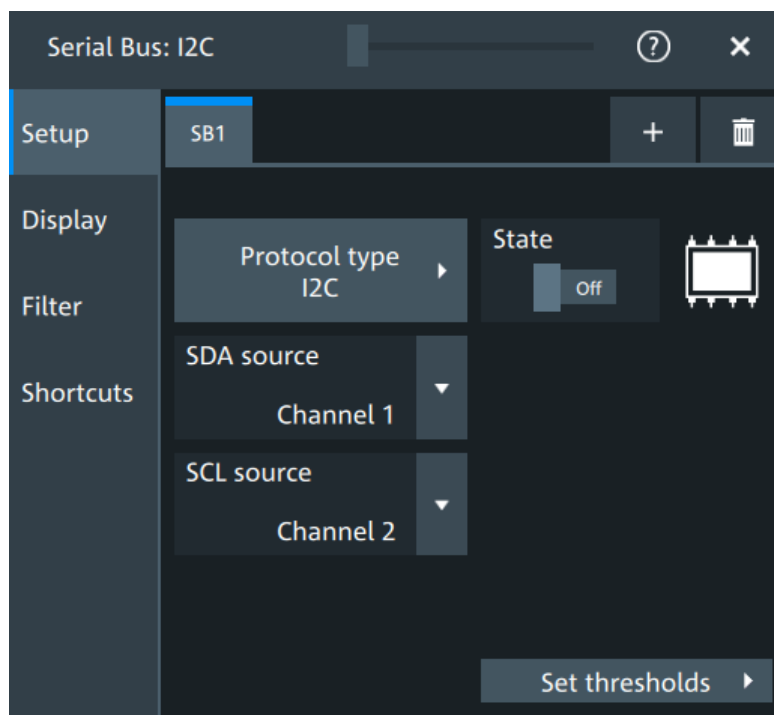 Serial Bus: I2C
?
×
Setup
SB1
+
Display
Protocol type
I2C
State
Off
Filter
SDA source
Channel 1
Shortcuts
SCL source
Channel 2
Set thresholds